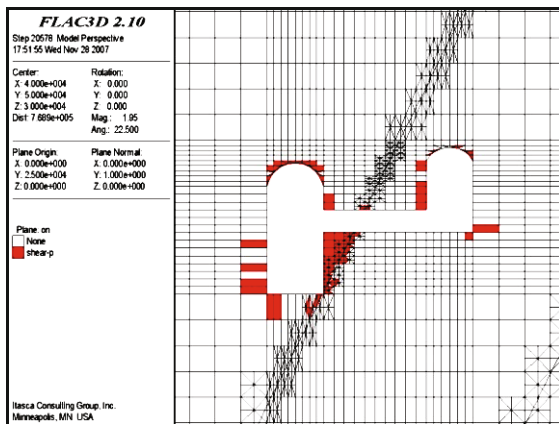 FLAC3D 2.10
Step 20578 Model Perspective
17:51:55 Wed Nov 28 2007
Center: Rotation:
X: 4.000e+004 X: 0.000
Y: 5.000e+004 Y: 0.000
Z: 3.000e+004 Z: 0.000
Dist: 7.689e+005 Mag.: 1.95
Ang.: 22.500
Plane Origin: Plane Normal:
X: 0.000e+000 X: 0.000e+000
Y: 2.500e+004 Y: 1.000e+000
Z: 0.000e+000 Z: 0.000e+000
Plane: on
None
shear-p
Itasca Consulting Group, Inc.
Minneapolis, MN USA